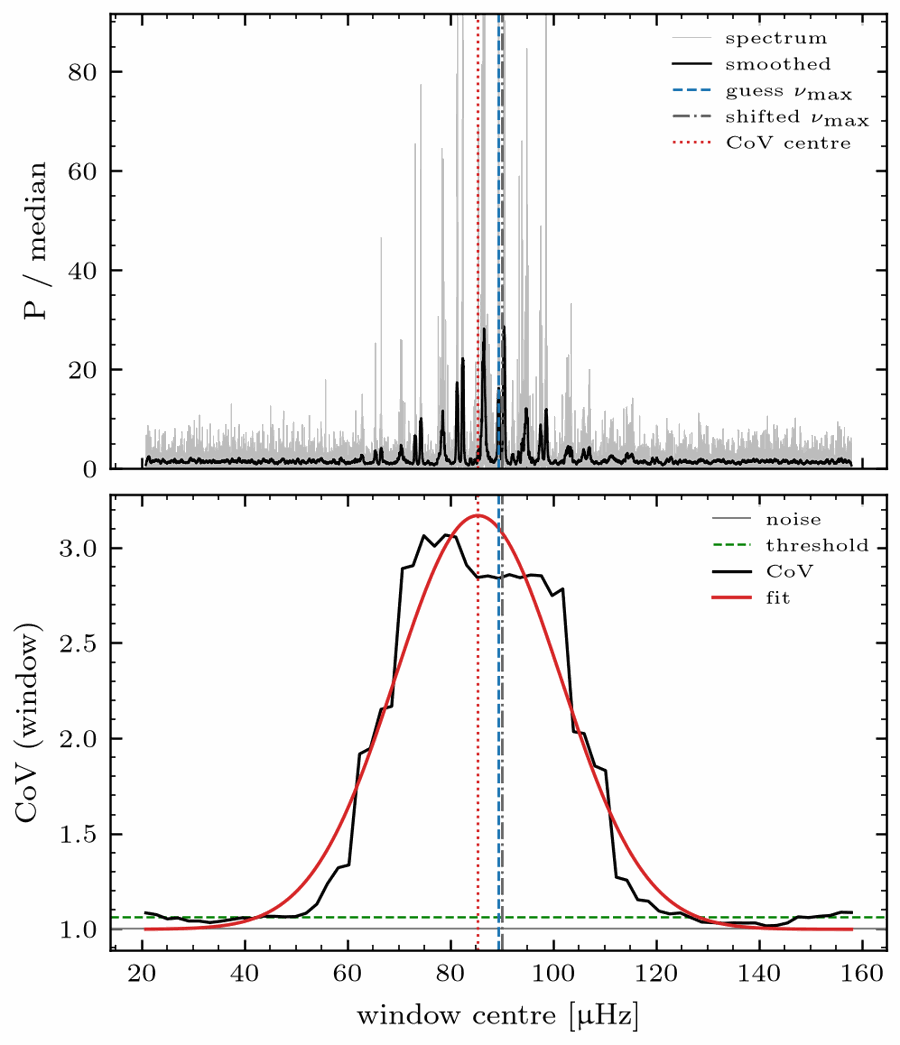 80
60
40
20
0
P / median
spectrum
smoothed
guess ν_max
shifted ν_max
CoV centre
3.0
2.5
2.0
1.5
1.0
CoV (window)
noise
threshold
CoV
fit
20 40 60 80 100 120 140 160
window centre [μHz]